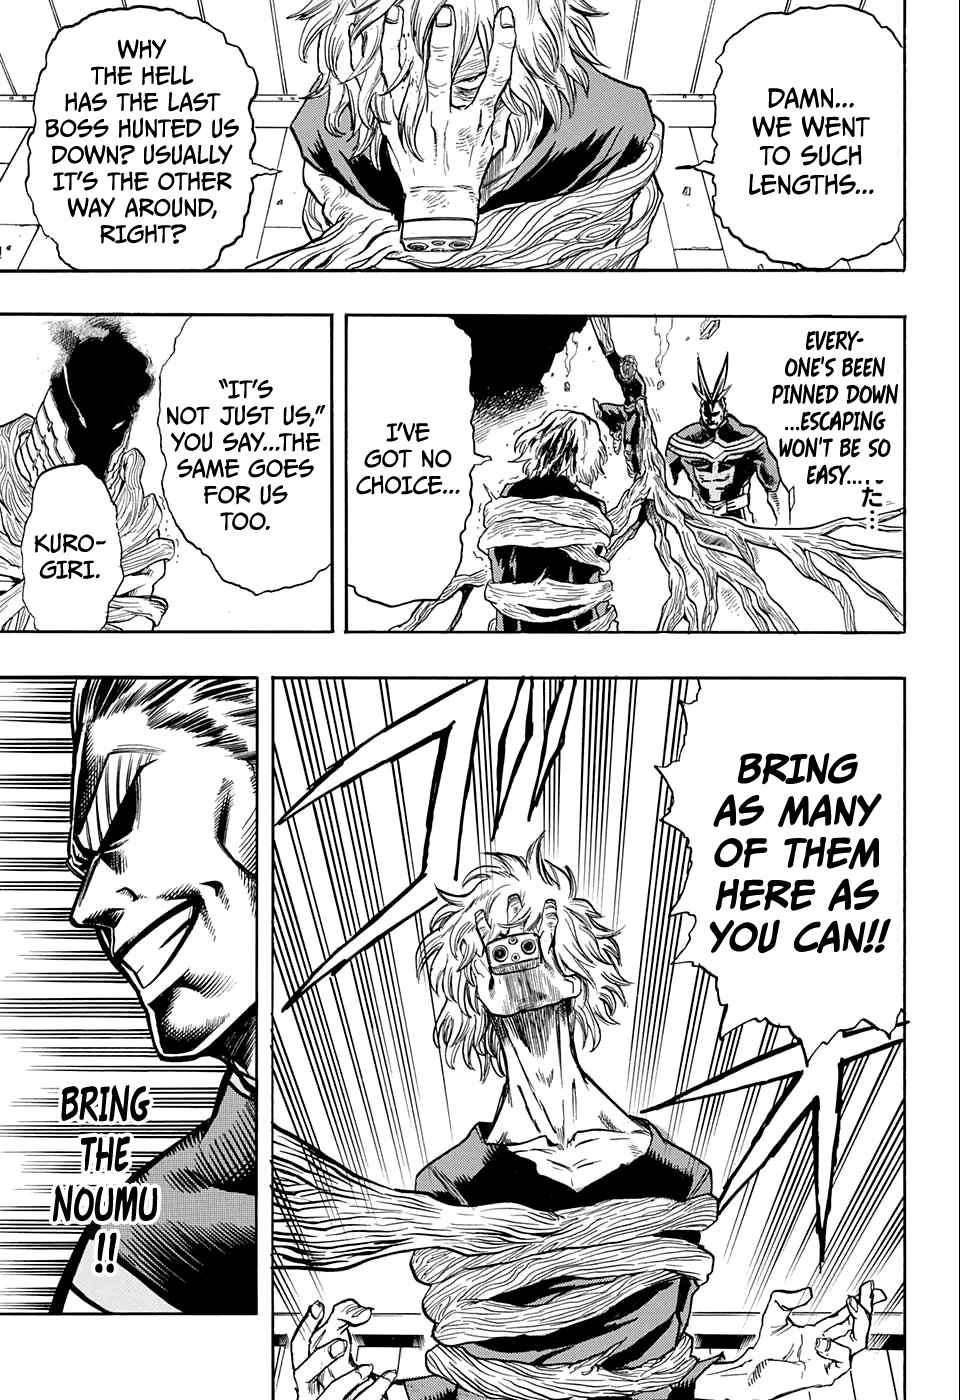 DAMN...
WE WENT
TO SUCH
LENGTHS...
WHY
THE HELL
HAS THE LAST
BOSS HUNTED US
DOWN? USUALLY
IT'S THE OTHER
WAY AROUND,
RIGHT?
EVERY-
ONE'S BEEN
PINNED DOWN
...ESCAPING
WON'T BE SO
EASY...
た…
I'VE
GOT NO
CHOICE...
“IT'S
NOT JUST US,”
YOU SAY...THE
SAME GOES
FOR US
TOO.
KURO-
GIRI.
BRING
AS MANY
OF THEM
HERE AS
YOU CAN!!
BRING
THE
NOUMU
!!